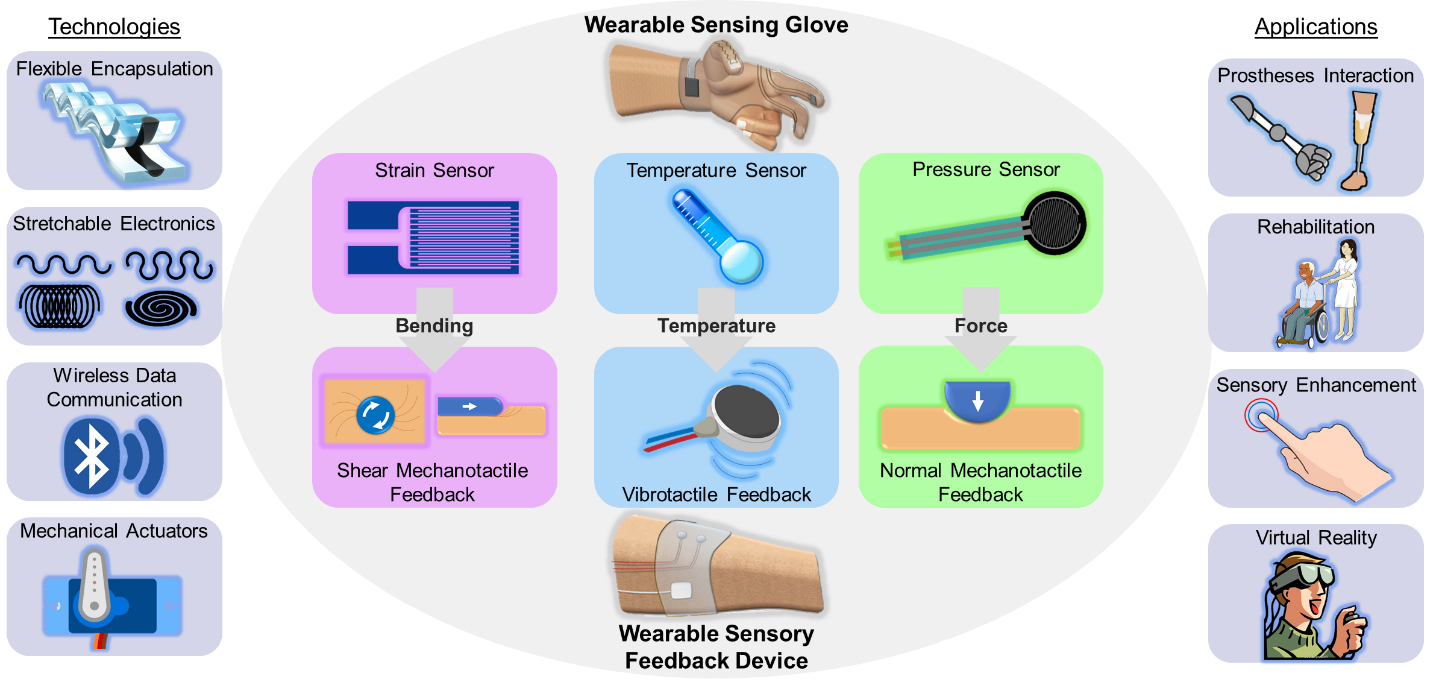 Technologies
Flexible Encapsulation
Stretchable Electronics
Wireless Data
Communication
Mechanical Actuators
Wearable Sensing Glove
Strain Sensor
Temperature Sensor
Pressure Sensor
Bending
Temperature
Force
Shear Mechanotactile
Feedback
Vibrotactile Feedback
Normal Mechanotactile
Feedback
Wearable Sensory
Feedback Device
Applications
Prostheses Interaction
Rehabilitation
Sensory Enhancement
Virtual Reality